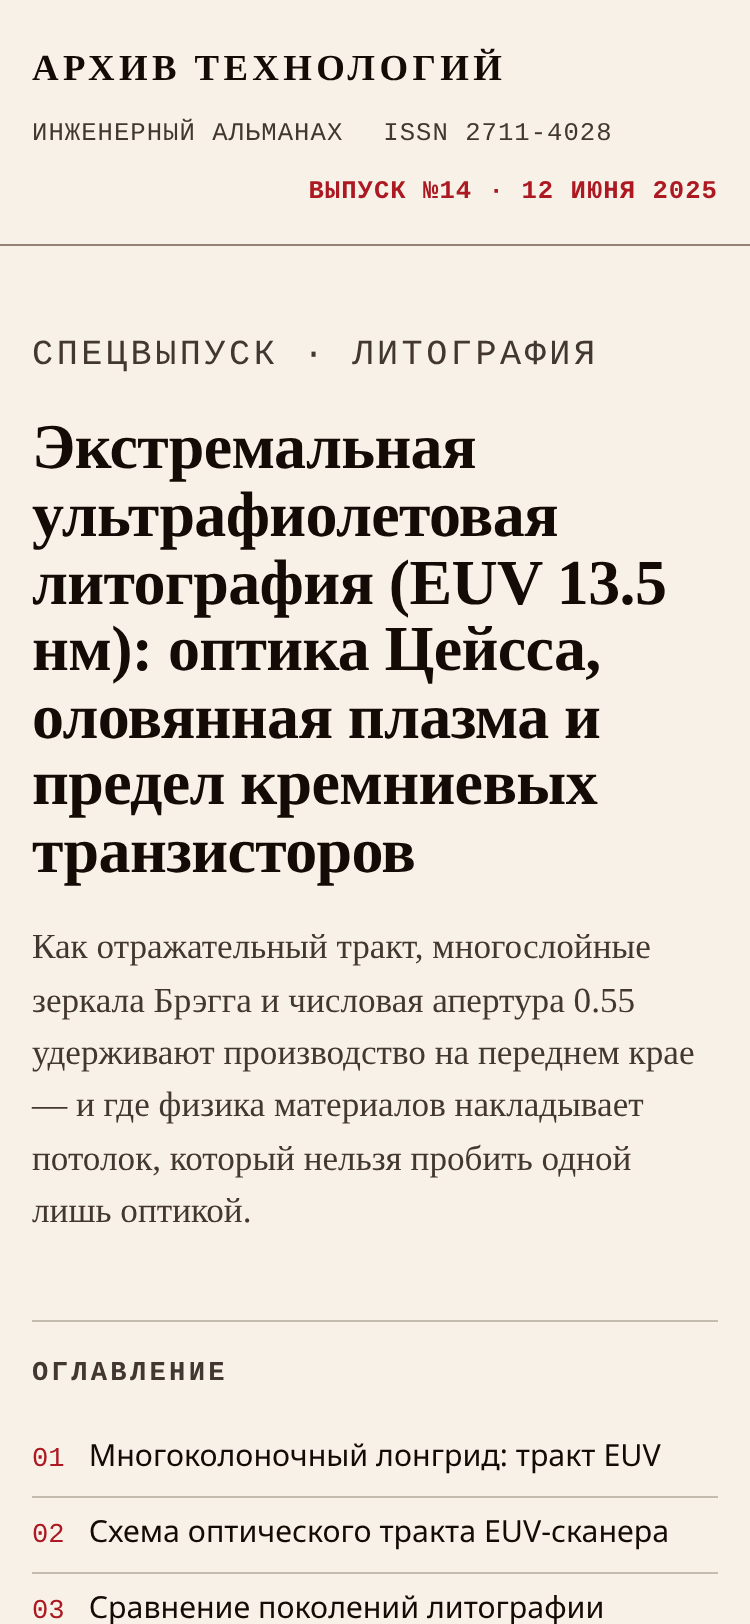 АРХИВ ТЕХНОЛОГИЙ
ИНЖЕНЕРНЫЙ АЛЬМАНАХ ISSN 2711-4028
ВЫПУСК №14 · 12 ИЮНЯ 2025
СПЕЦВЫПУСК · ЛИТОГРАФИЯ
Экстремальная
ультрафиолетовая
литография (EUV 13.5
нм): оптика Цейсса,
оловянная плазма и
предел кремниевых
транзисторов
Как отражательный тракт, многослойные
зеркала Брэгга и числовая апертура 0.55
удерживают производство на переднем крае
— и где физика материалов накладывает
потолок, который нельзя пробить одной
лишь оптикой.
ОГЛАВЛЕНИЕ
01 Многоколоночный лонгрид: тракт EUV
02 Схема оптического тракта EUV-сканера
03 Сравнение поколений литографии